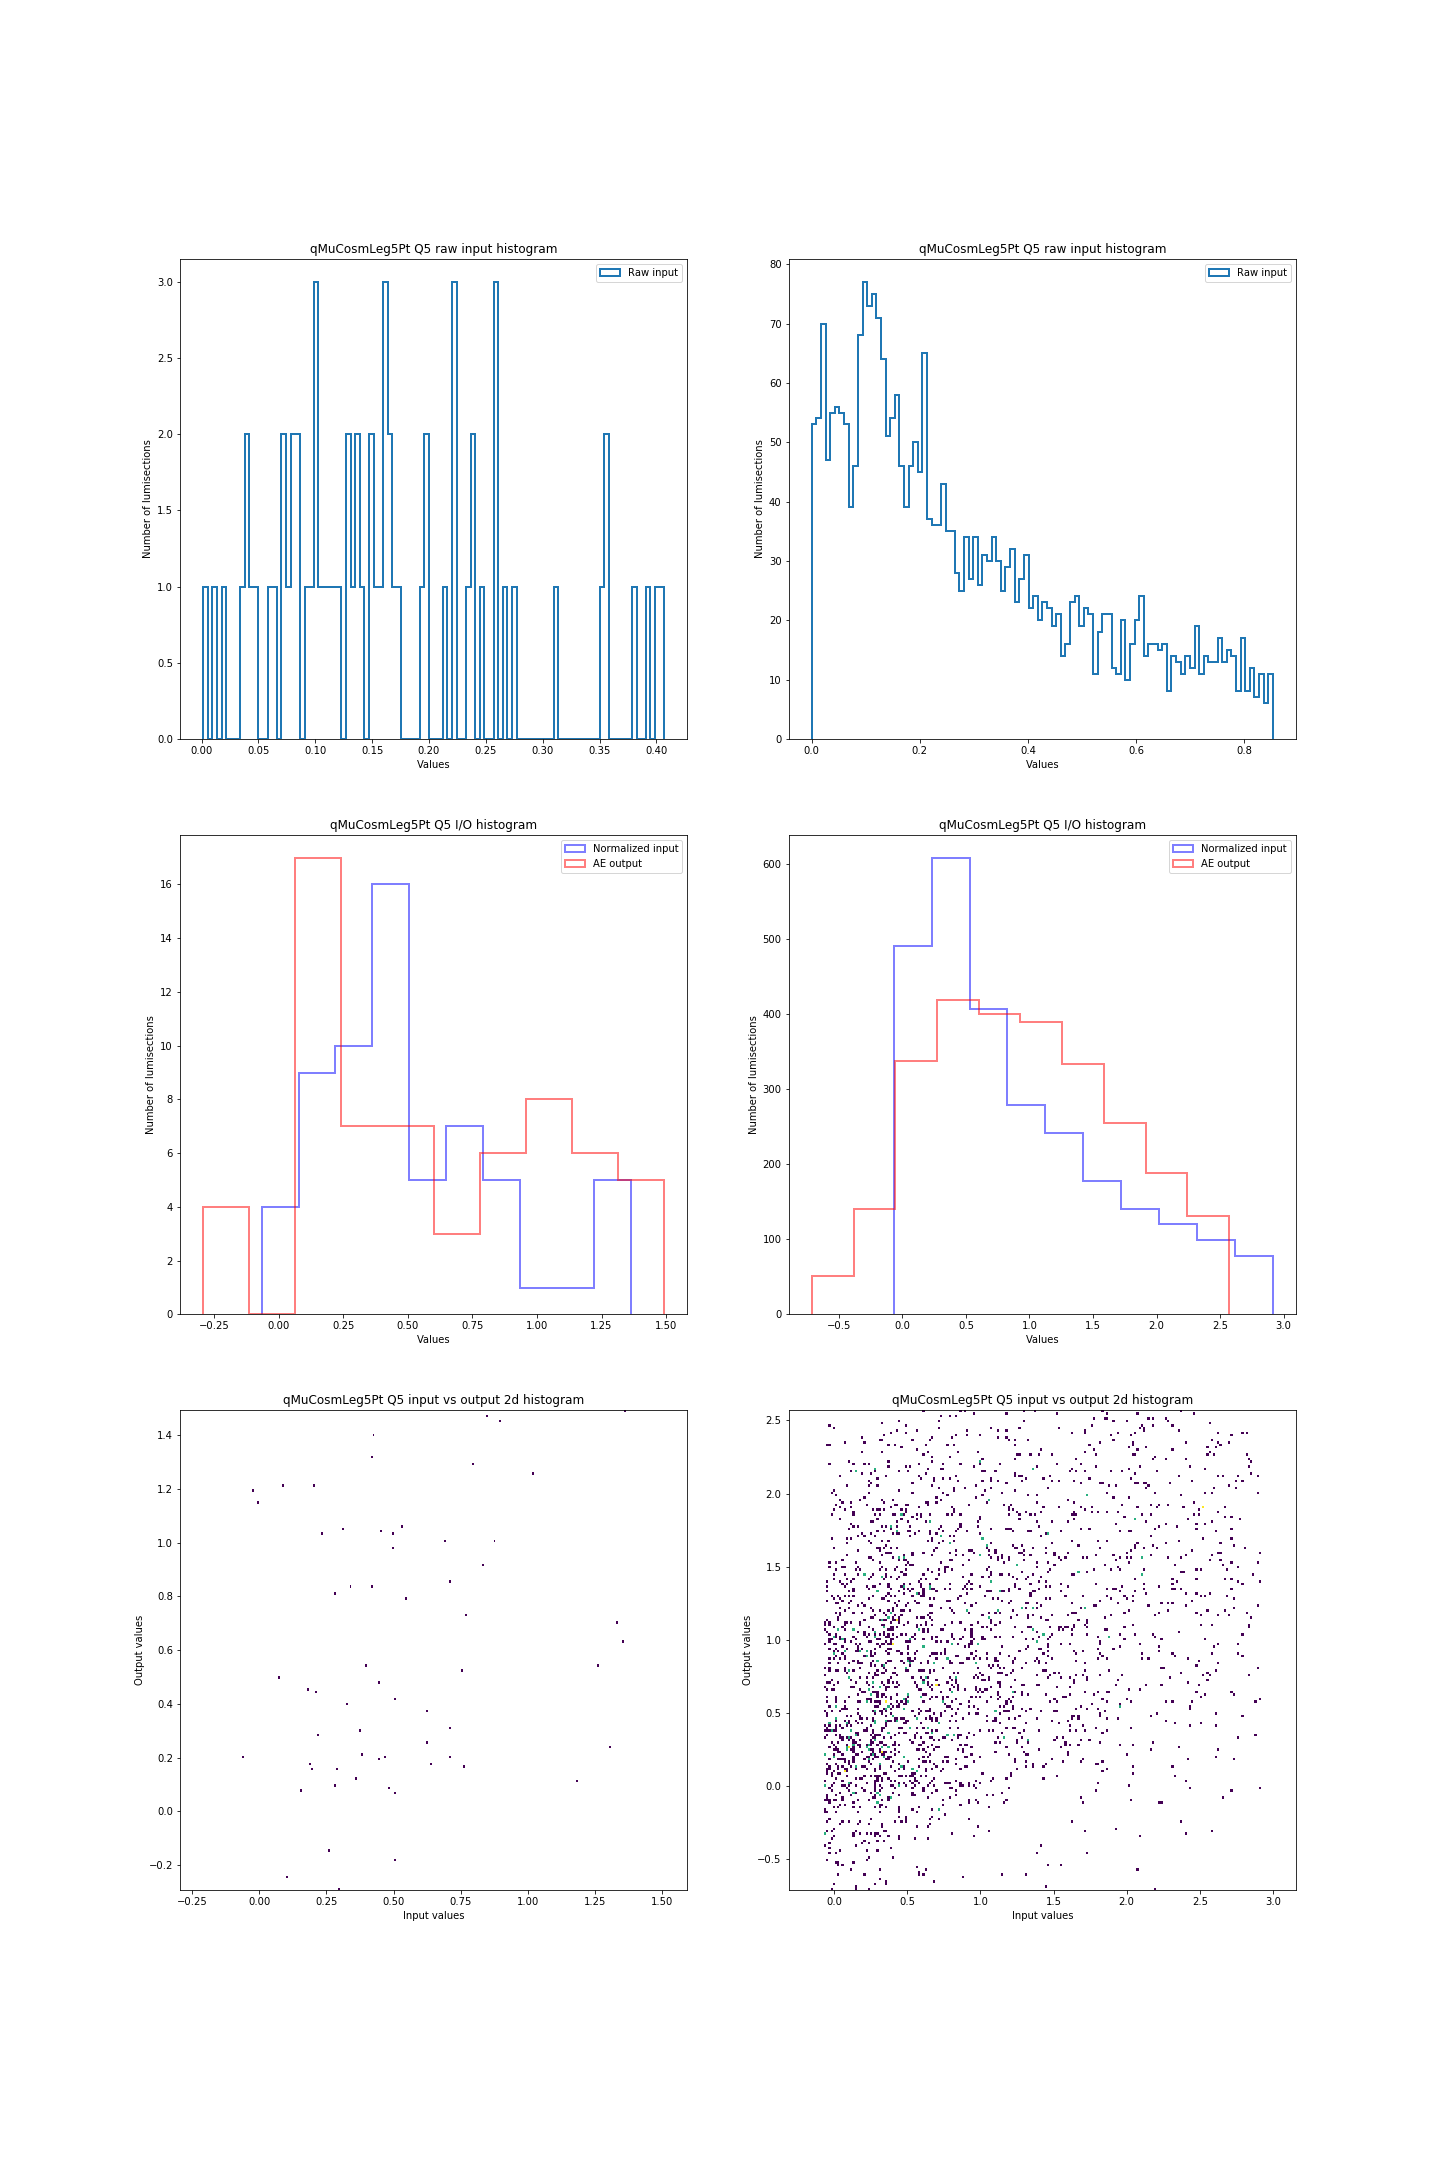 qMuCosmLeg5Pt Q5 raw input histogram
Raw input
3.0
2.5
2.0
1.5
1.0
0.5
0.0
Number of lumisections
0.00 0.05 0.10 0.15 0.20 0.25 0.30 0.35 0.40
Values
qMuCosmLeg5Pt Q5 raw input histogram
Raw input
80
70
60
50
40
30
20
10
0
Number of lumisections
0.0 0.2 0.4 0.6 0.8
Values
qMuCosmLeg5Pt Q5 I/O histogram
Normalized input
AE output
16
14
12
10
8
6
4
2
0
Number of lumisections
−0.25 0.00 0.25 0.50 0.75 1.00 1.25 1.50
Values
qMuCosmLeg5Pt Q5 I/O histogram
Normalized input
AE output
600
500
400
300
200
100
0
Number of lumisections
−0.5 0.0 0.5 1.0 1.5 2.0 2.5 3.0
Values
qMuCosmLeg5Pt Q5 input vs output 2d histogram
1.4
1.2
1.0
0.8
0.6
0.4
0.2
0.0
−0.2
Output values
−0.25 0.00 0.25 0.50 0.75 1.00 1.25 1.50
Input values
qMuCosmLeg5Pt Q5 input vs output 2d histogram
2.5
2.0
1.5
1.0
0.5
0.0
−0.5
Output values
0.0 0.5 1.0 1.5 2.0 2.5 3.0
Input values